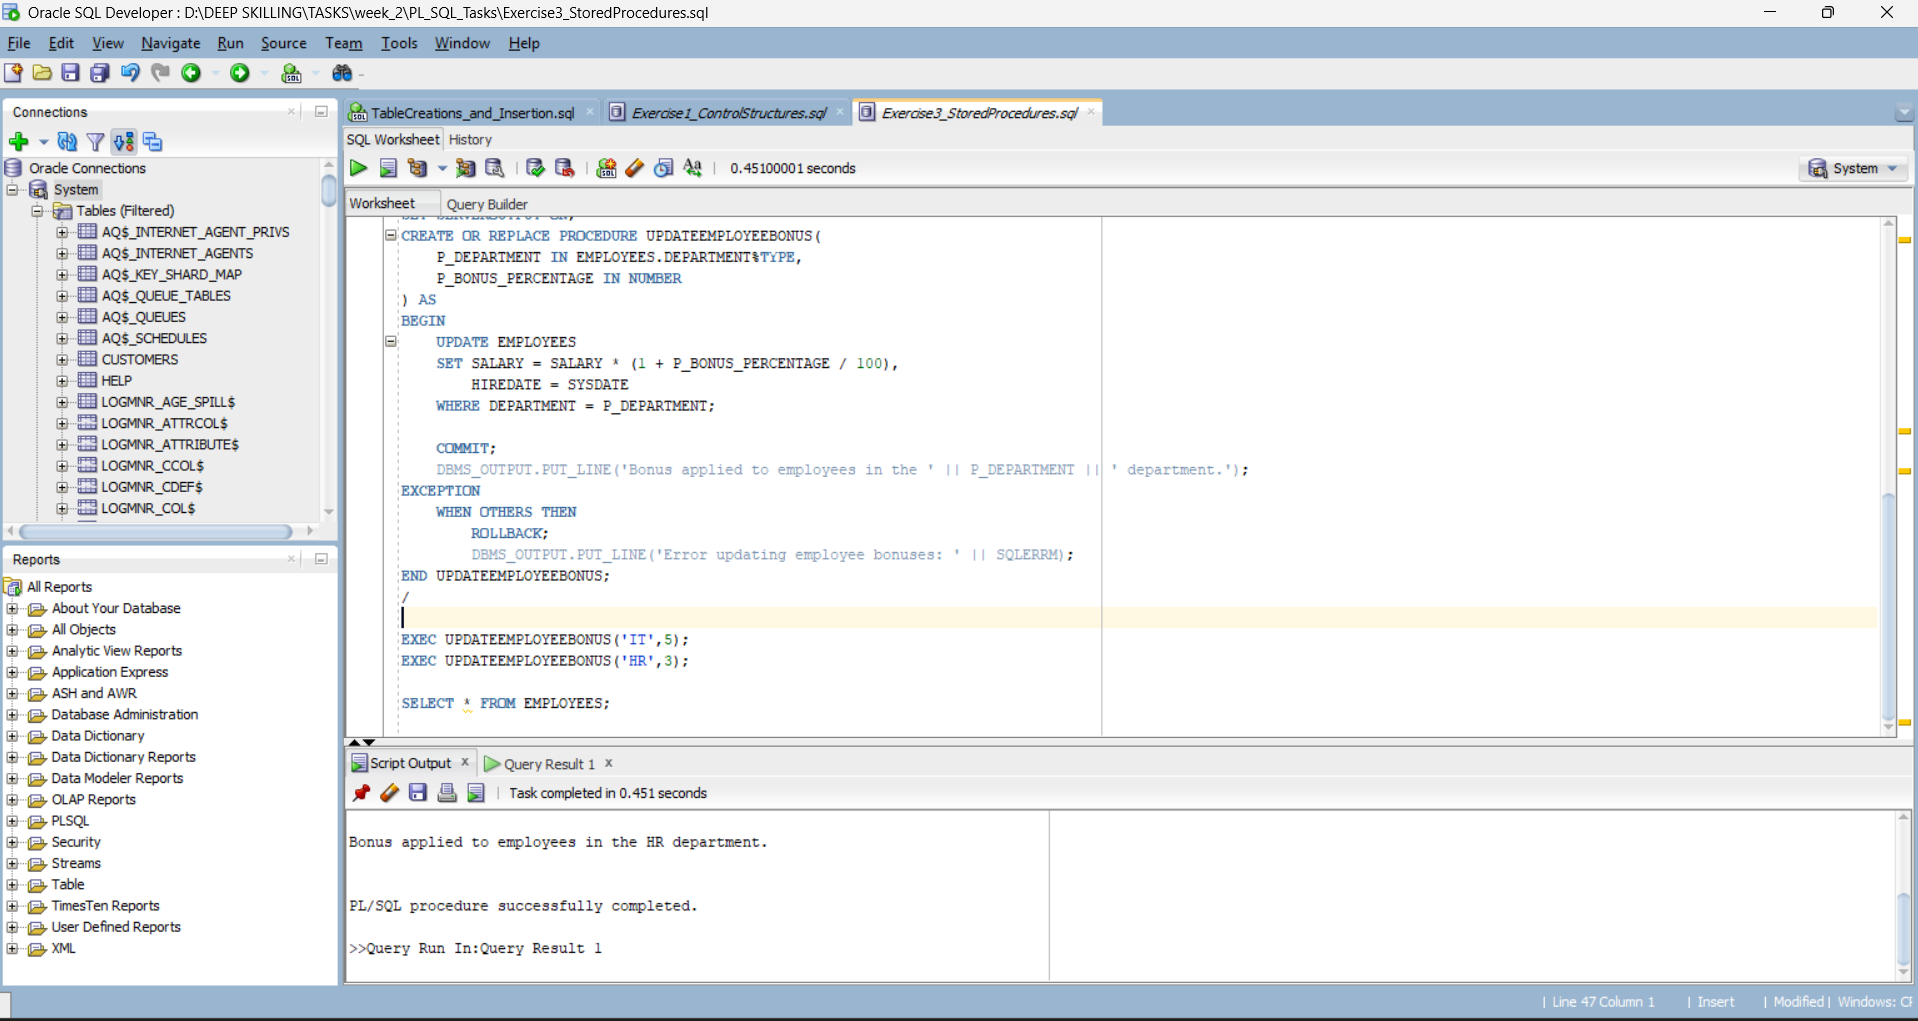 Oracle SQL Developer : D:\DEEP SKILLING\TASKS\week_2\PL_SQL_Tasks\Exercise3_StoredProcedures.sql
File Edit View Navigate Run Source Team Tools Window Help
Connections
Oracle Connections
System
Tables (Filtered)
AQ$_INTERNET_AGENT_PRIVS
AQ$_INTERNET_AGENTS
AQ$_KEY_SHARD_MAP
AQ$_QUEUE_TABLES
AQ$_QUEUES
AQ$_SCHEDULES
CUSTOMERS
HELP
LOGMNR_AGE_SPILL$
LOGMNR_ATTRCOL$
LOGMNR_ATTRIBUTE$
LOGMNR_CCOL$
LOGMNR_CDEF$
LOGMNR_COL$
Reports
All Reports
About Your Database
All Objects
Analytic View Reports
Application Express
ASH and AWR
Database Administration
Data Dictionary
Data Dictionary Reports
Data Modeler Reports
OLAP Reports
PLSQL
Security
Streams
Table
TimesTen Reports
User Defined Reports
XML
TableCreations_and_Insertion.sql Exercise1_ControlStructures.sql Exercise3_StoredProcedures.sql
SQL Worksheet History
0.45100001 seconds
System
Worksheet Query Builder
SET SERVEROUTPUT ON;
CREATE OR REPLACE PROCEDURE UPDATEEMPLOYEEBONUS(
P_DEPARTMENT IN EMPLOYEES.DEPARTMENT%TYPE,
P_BONUS_PERCENTAGE IN NUMBER
) AS
BEGIN
UPDATE EMPLOYEES
SET SALARY = SALARY * (1 + P_BONUS_PERCENTAGE / 100),
HIREDATE = SYSDATE
WHERE DEPARTMENT = P_DEPARTMENT;
COMMIT;
DBMS_OUTPUT.PUT_LINE('Bonus applied to employees in the ' || P_DEPARTMENT || ' department.');
EXCEPTION
WHEN OTHERS THEN
ROLLBACK;
DBMS_OUTPUT.PUT_LINE('Error updating employee bonuses: ' || SQLERRM);
END UPDATEEMPLOYEEBONUS;
/
EXEC UPDATEEMPLOYEEBONUS('IT',5);
EXEC UPDATEEMPLOYEEBONUS('HR',3);
SELECT * FROM EMPLOYEES;
Script Output Query Result 1
Task completed in 0.451 seconds
Bonus applied to employees in the HR department.
PL/SQL procedure successfully completed.
>>Query Run In:Query Result 1
Line 47 Column 1 Insert Modified Windows: CF